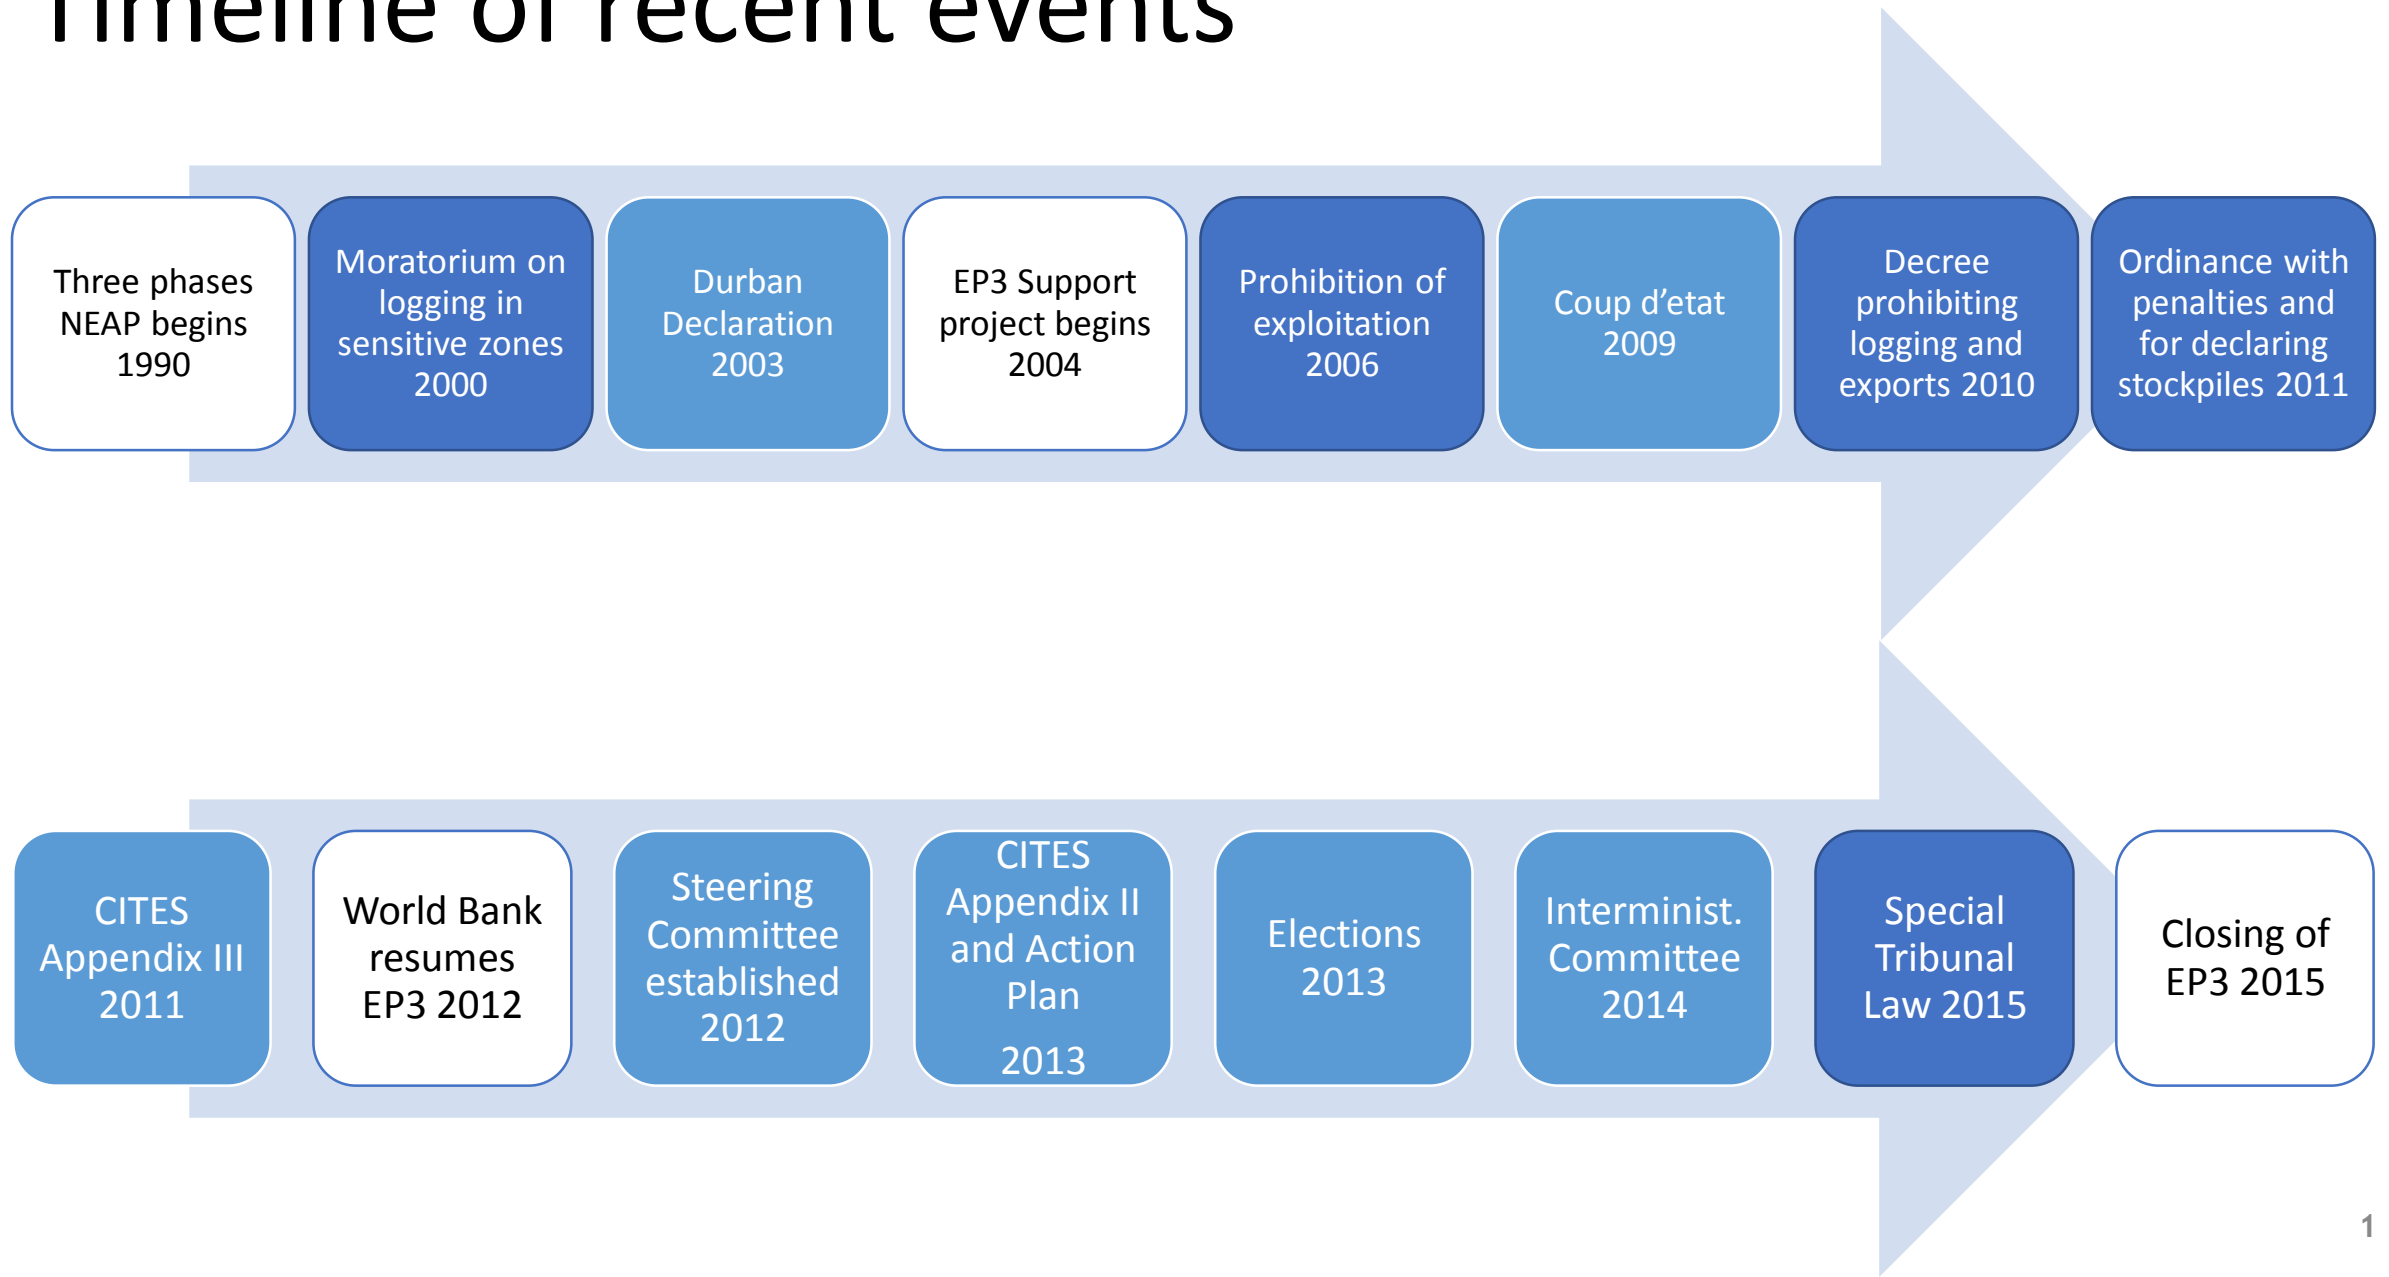 Timeline of recent events
Three phases
NEAP begins
1990
Moratorium on
logging in
sensitive zones
2000
Durban
Declaration
2003
EP3 Support
project begins
2004
Prohibition of
exploitation
2006
Coup d’etat
2009
Decree
prohibiting
logging and
exports 2010
Ordinance with
penalties and
for declaring
stockpiles 2011
CITES
Appendix III
2011
World Bank
resumes
EP3 2012
Steering
Committee
established
2012
CITES
Appendix II
and Action
Plan
2013
Elections
2013
Interminist.
Committee
2014
Special
Tribunal
Law 2015
Closing of
EP3 2015
1